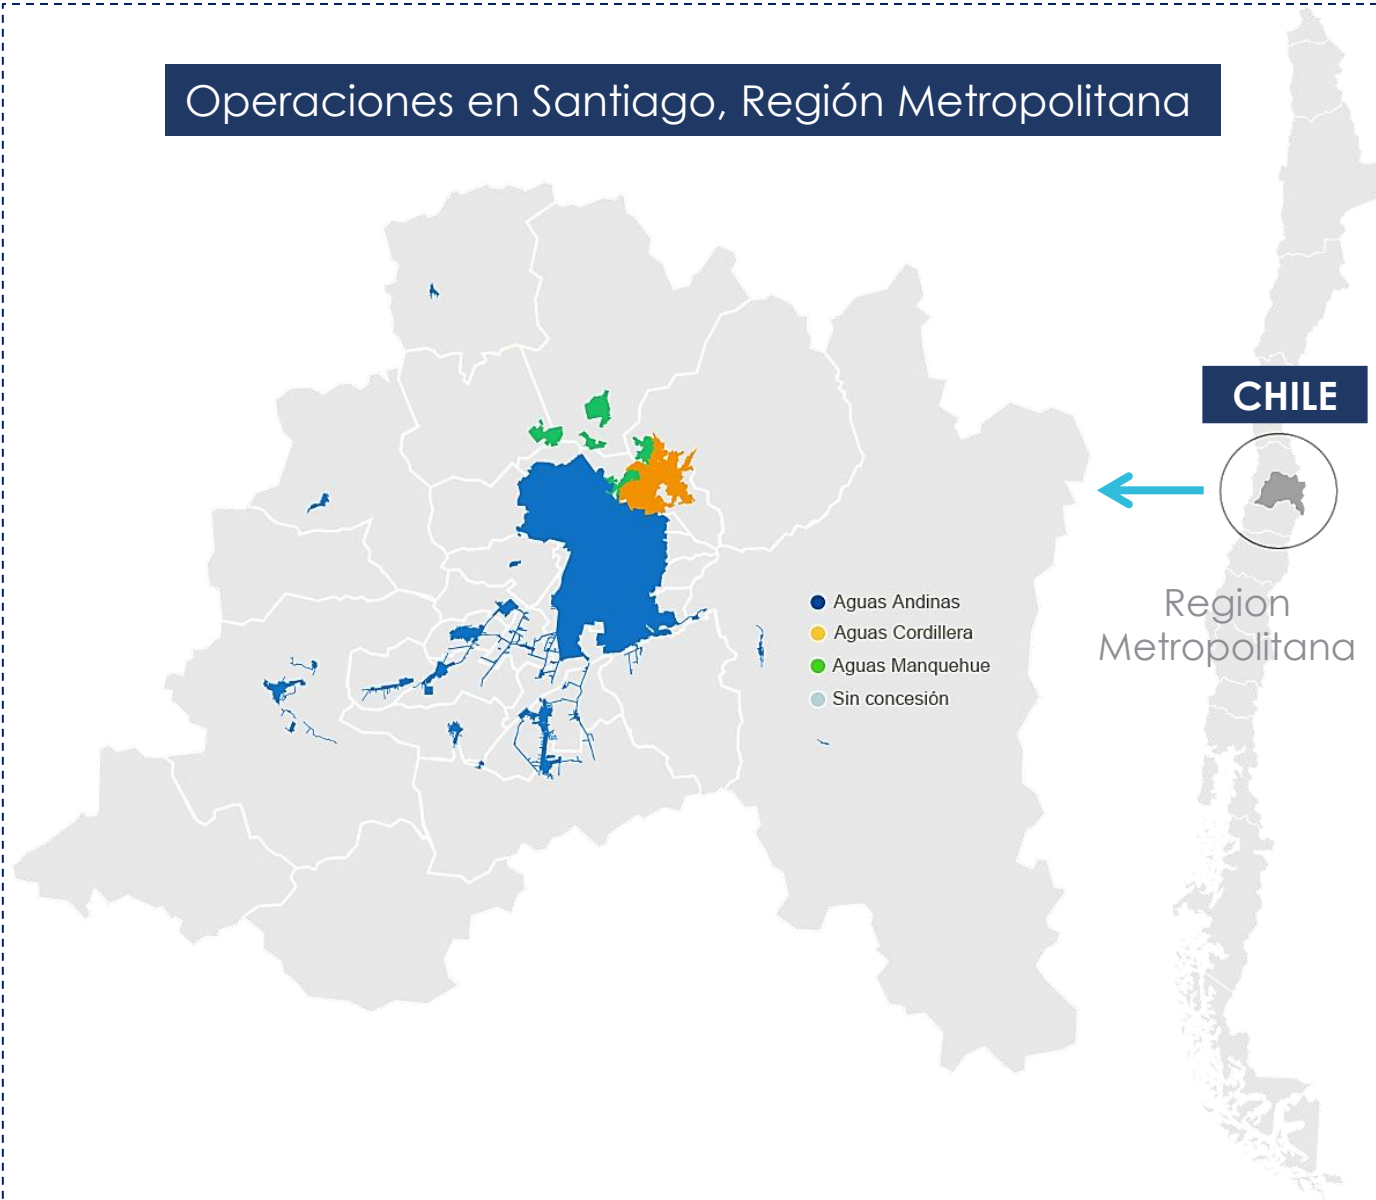 Operaciones en Santiago, Región Metropolitana
CHILE
Region
Metropolitana
Aguas Andinas
Aguas Cordillera
Aguas Manquehue
Sin concesión